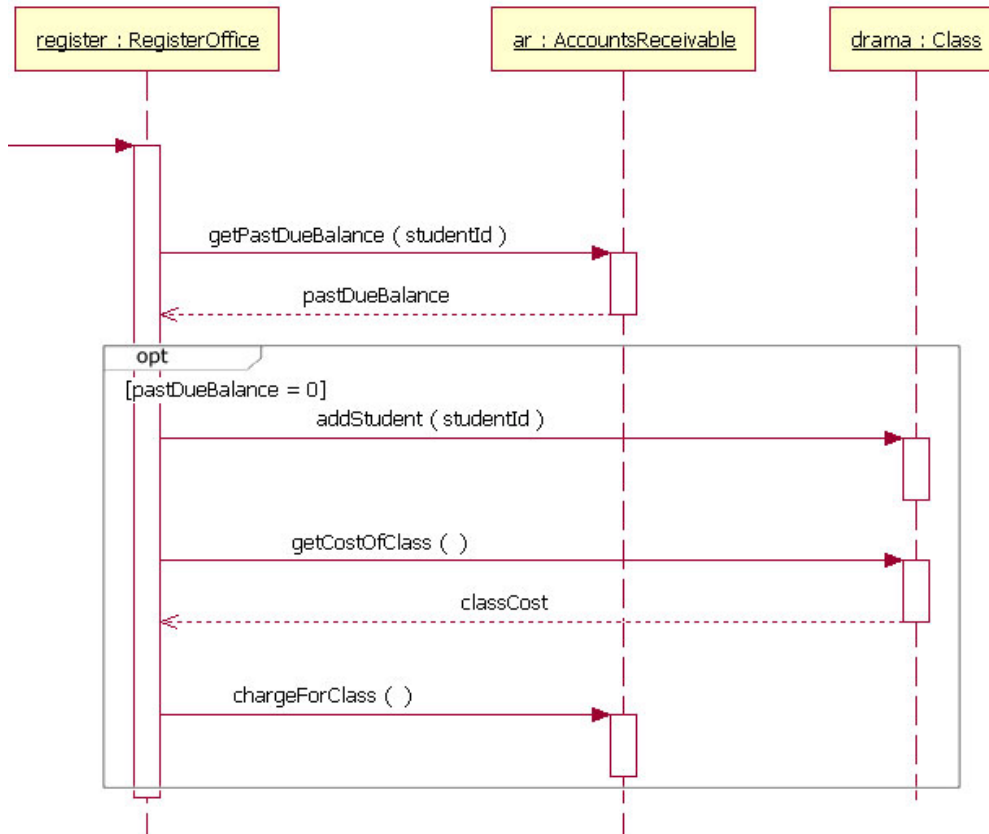 register : RegisterOffice
ar : AccountsReceivable
drama : Class
getPastDueBalance ( studentId )
pastDueBalance
opt
[pastDueBalance = 0]
addStudent ( studentId )
getCostOfClass ( )
classCost
chargeForClass ( )